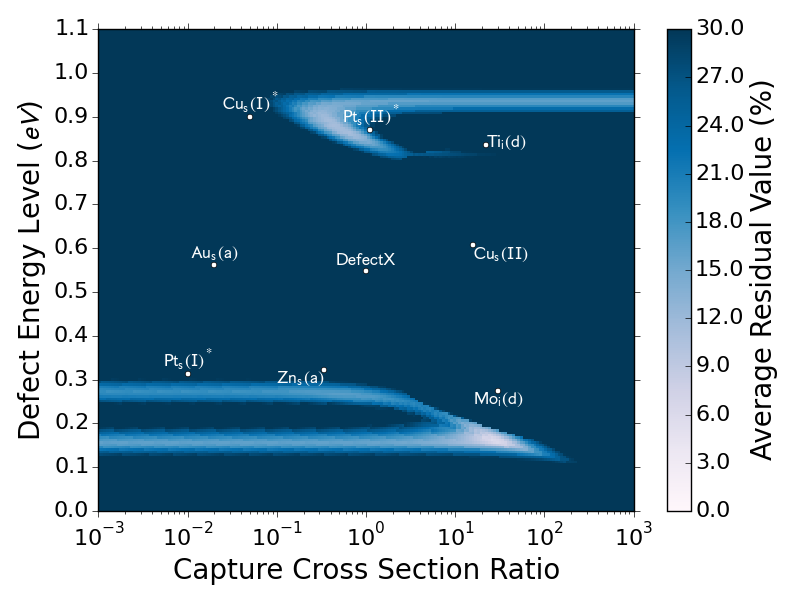 1.1
1.0
0.9
0.8
0.7
0.6
0.5
0.4
0.3
0.2
0.1
0.0
Defect Energy Level (eV)
Cuₛ(I)*
Ptₛ(II)*
Tiᵢ(d)
Auₛ(a)
DefectX
Cuₛ(II)
Ptₛ(I)*
Znₛ(a)
Moᵢ(d)
10⁻³ 10⁻² 10⁻¹ 10⁰ 10¹ 10² 10³
Capture Cross Section Ratio
30.0
27.0
24.0
21.0
18.0
15.0
12.0
9.0
6.0
3.0
0.0
Average Residual Value (%)